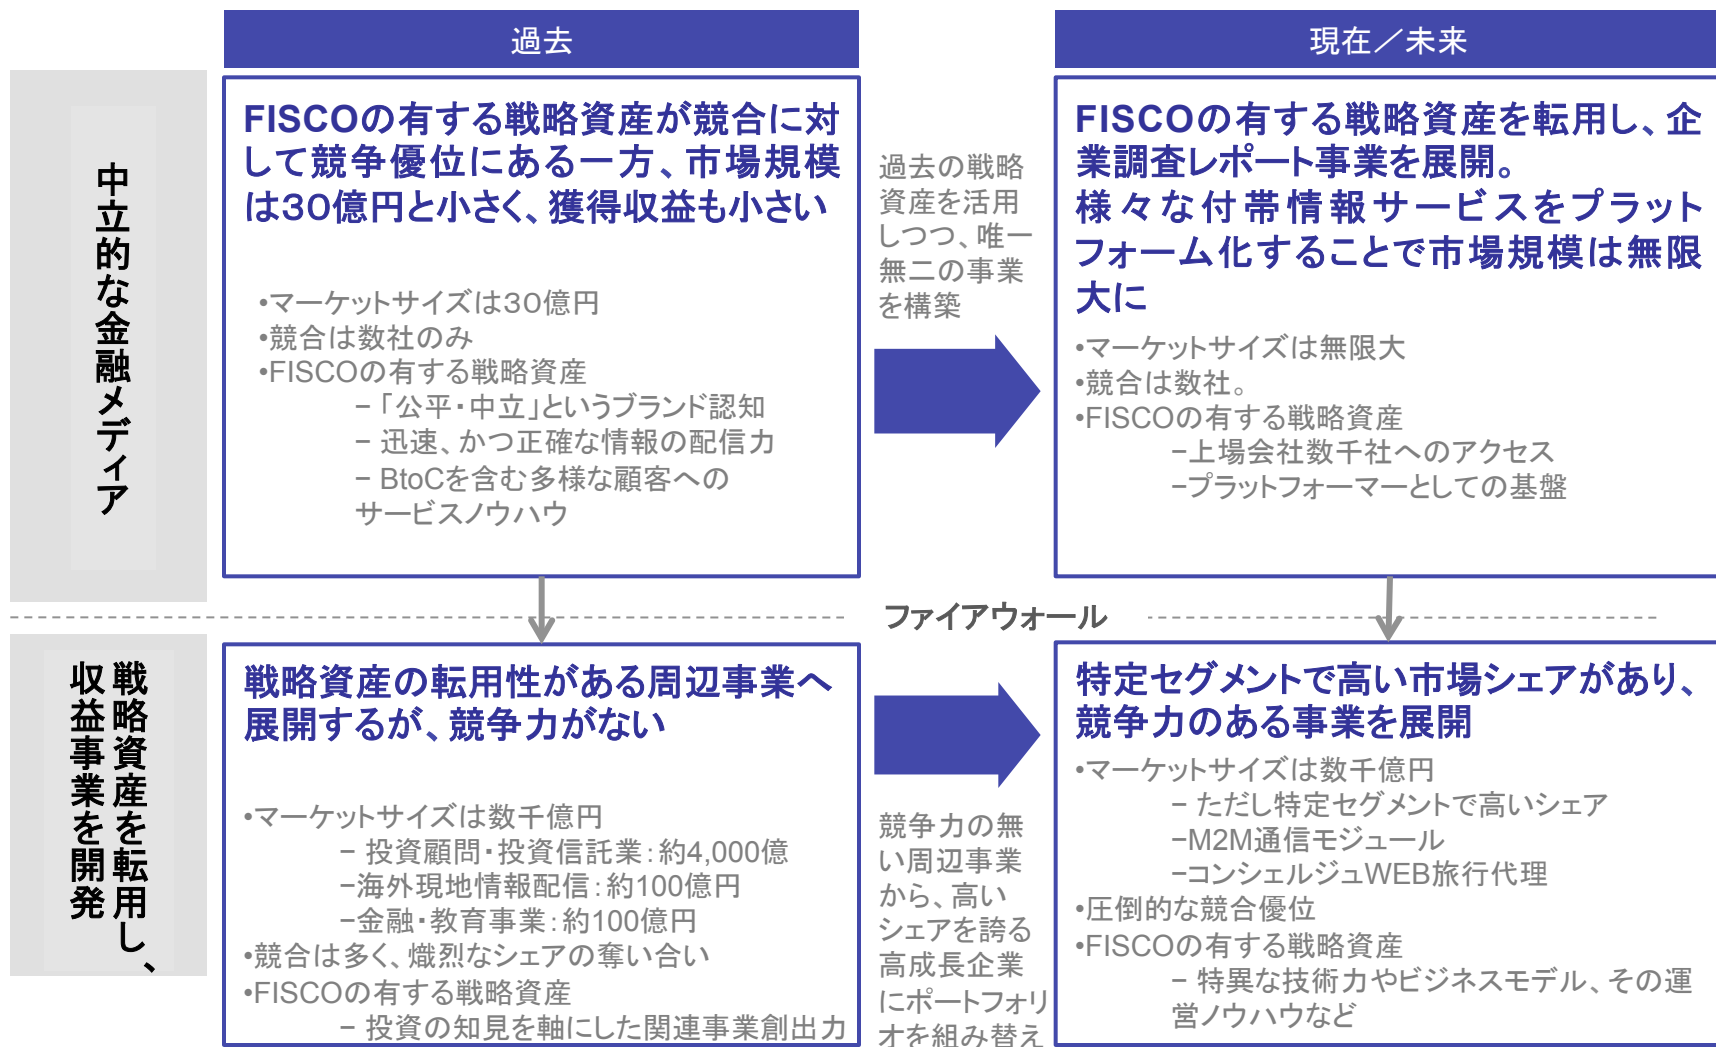 過去
現在／未来
中立的な金融メディア
FISCOの有する戦略資産が競合に対
して競争優位にある一方、市場規模
は30億円と小さく、獲得収益も小さい
•マーケットサイズは30億円
•競合は数社のみ
•FISCOの有する戦略資産
－「公平・中立」というブランド認知
－ 迅速、かつ正確な情報の配信力
－ BtoCを含む多様な顧客への
サービスノウハウ
過去の戦略
資産を活用
しつつ、唯一
無二の事業
を構築
FISCOの有する戦略資産を転用し、企
業調査レポート事業を展開。
様々な付帯情報サービスをプラット
フォーム化することで市場規模は無限
大に
•マーケットサイズは無限大
•競合は数社。
•FISCOの有する戦略資産
－上場会社数千社へのアクセス
－プラットフォーマーとしての基盤
ファイアウォール
戦略資産を転用し、
収益事業を開発
戦略資産の転用性がある周辺事業へ
展開するが、競争力がない
•マーケットサイズは数千億円
－ 投資顧問・投資信託業：約4,000億
－海外現地情報配信：約100億円
－金融・教育事業：約100億円
•競合は多く、熾烈なシェアの奪い合い
•FISCOの有する戦略資産
－ 投資の知見を軸にした関連事業創出力
競争力の無
い周辺事業
から、高い
シェアを誇る
高成長企業
にポートフォリ
オを組み替え
特定セグメントで高い市場シェアがあり、
競争力のある事業を展開
•マーケットサイズは数千億円
－ ただし特定セグメントで高いシェア
－M2M通信モジュール
－コンシェルジュWEB旅行代理
•圧倒的な競合優位
•FISCOの有する戦略資産
－ 特異な技術力やビジネスモデル、その運
営ノウハウなど